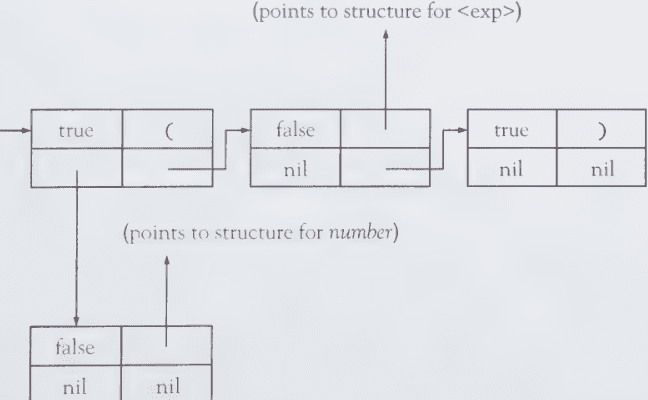 (points to structure for <exp>)
true ( false true )
nil nil nil
(points to structure for number)
false
nil nil